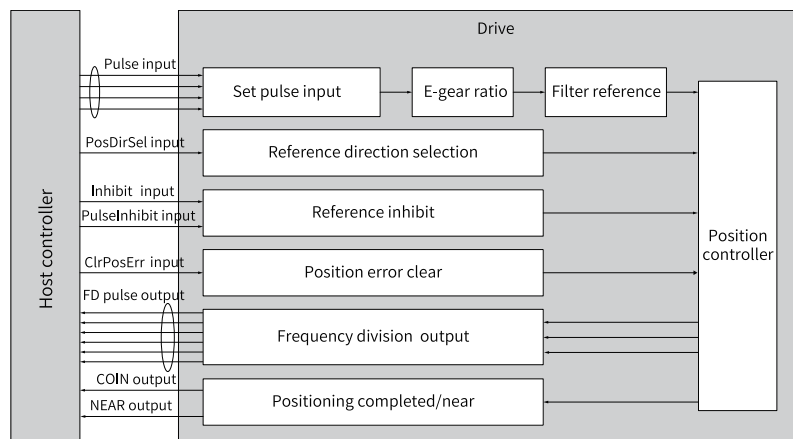 Drive
Host controller
Pulse input
Set pulse input
E-gear ratio
Filter reference
PosDirSel input
Reference direction selection
Inhibit input
PulseInhibit input
Reference inhibit
Position
controller
ClrPosErr input
Position error clear
FD pulse output
Frequency division output
COIN output
NEAR output
Positioning completed/near